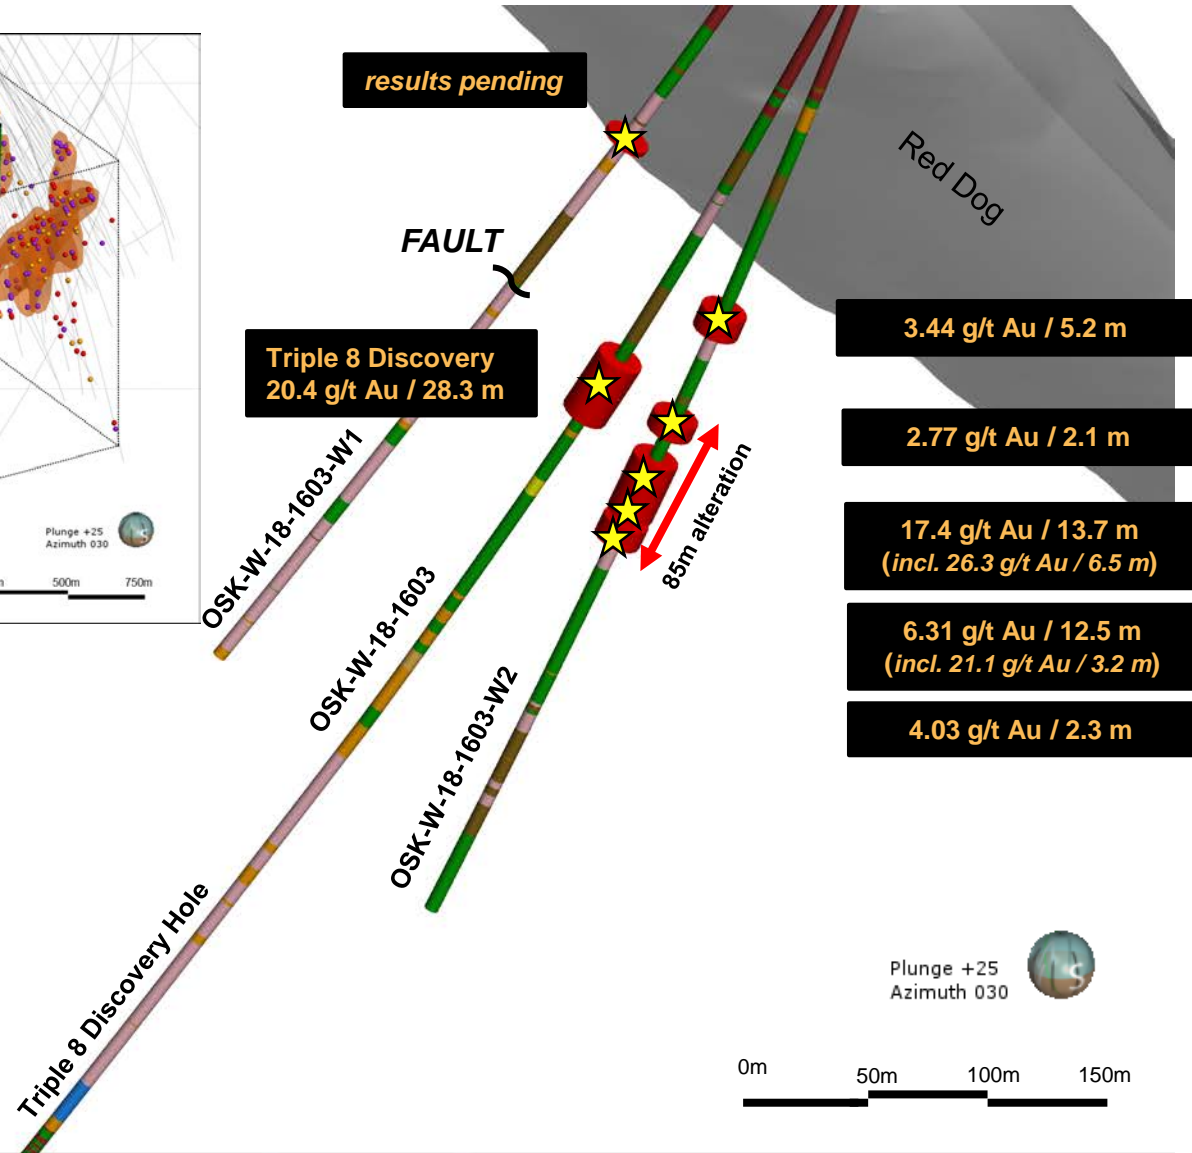 results pending
Red Dog
FAULT
Triple 8 Discovery
20.4 g/t Au / 28.3 m
3.44 g/t Au / 5.2 m
2.77 g/t Au / 2.1 m
85m alteration
17.4 g/t Au / 13.7 m
(incl. 26.3 g/t Au / 6.5 m)
6.31 g/t Au / 12.5 m
(incl. 21.1 g/t Au / 3.2 m)
4.03 g/t Au / 2.3 m
Plunge +25
Azimuth 030
S
500m 750m
OSK-W-18-1603-W1
OSK-W-18-1603
OSK-W-18-1603-W2
Triple 8 Discovery Hole
Plunge +25
Azimuth 030
S
0m 50m 100m 150m